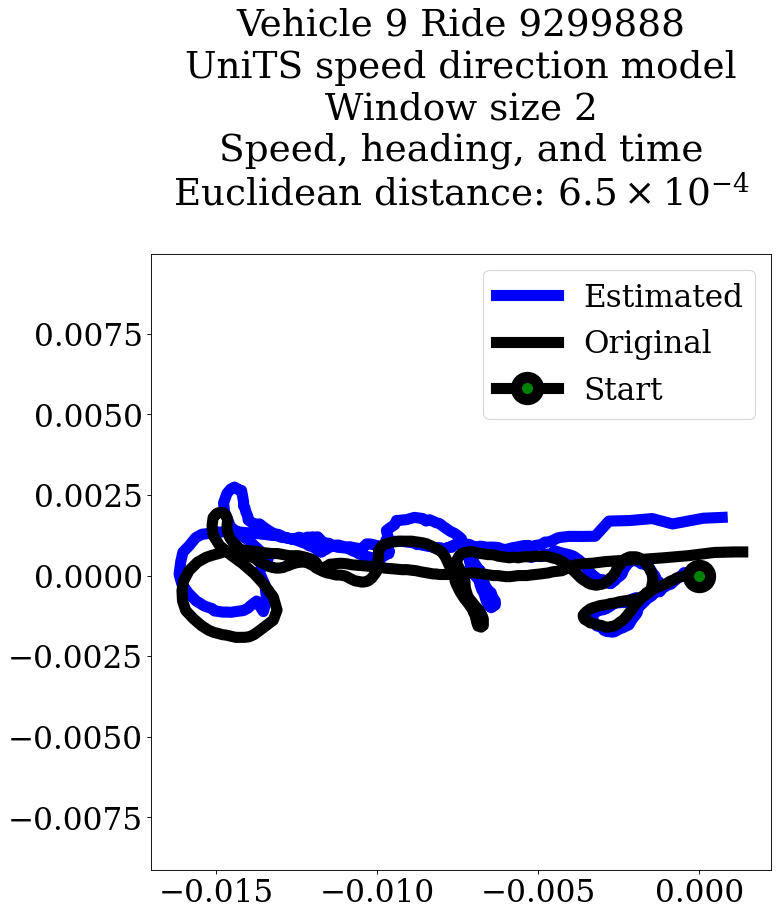 Vehicle 9 Ride 9299888
UniTS speed direction model
Window size 2
Speed, heading, and time
Euclidean distance: 6.5 × 10⁻⁴
Estimated
Original
Start
0.0075
0.0050
0.0025
0.0000
−0.0025
−0.0050
−0.0075
−0.015 −0.010 −0.005 0.000